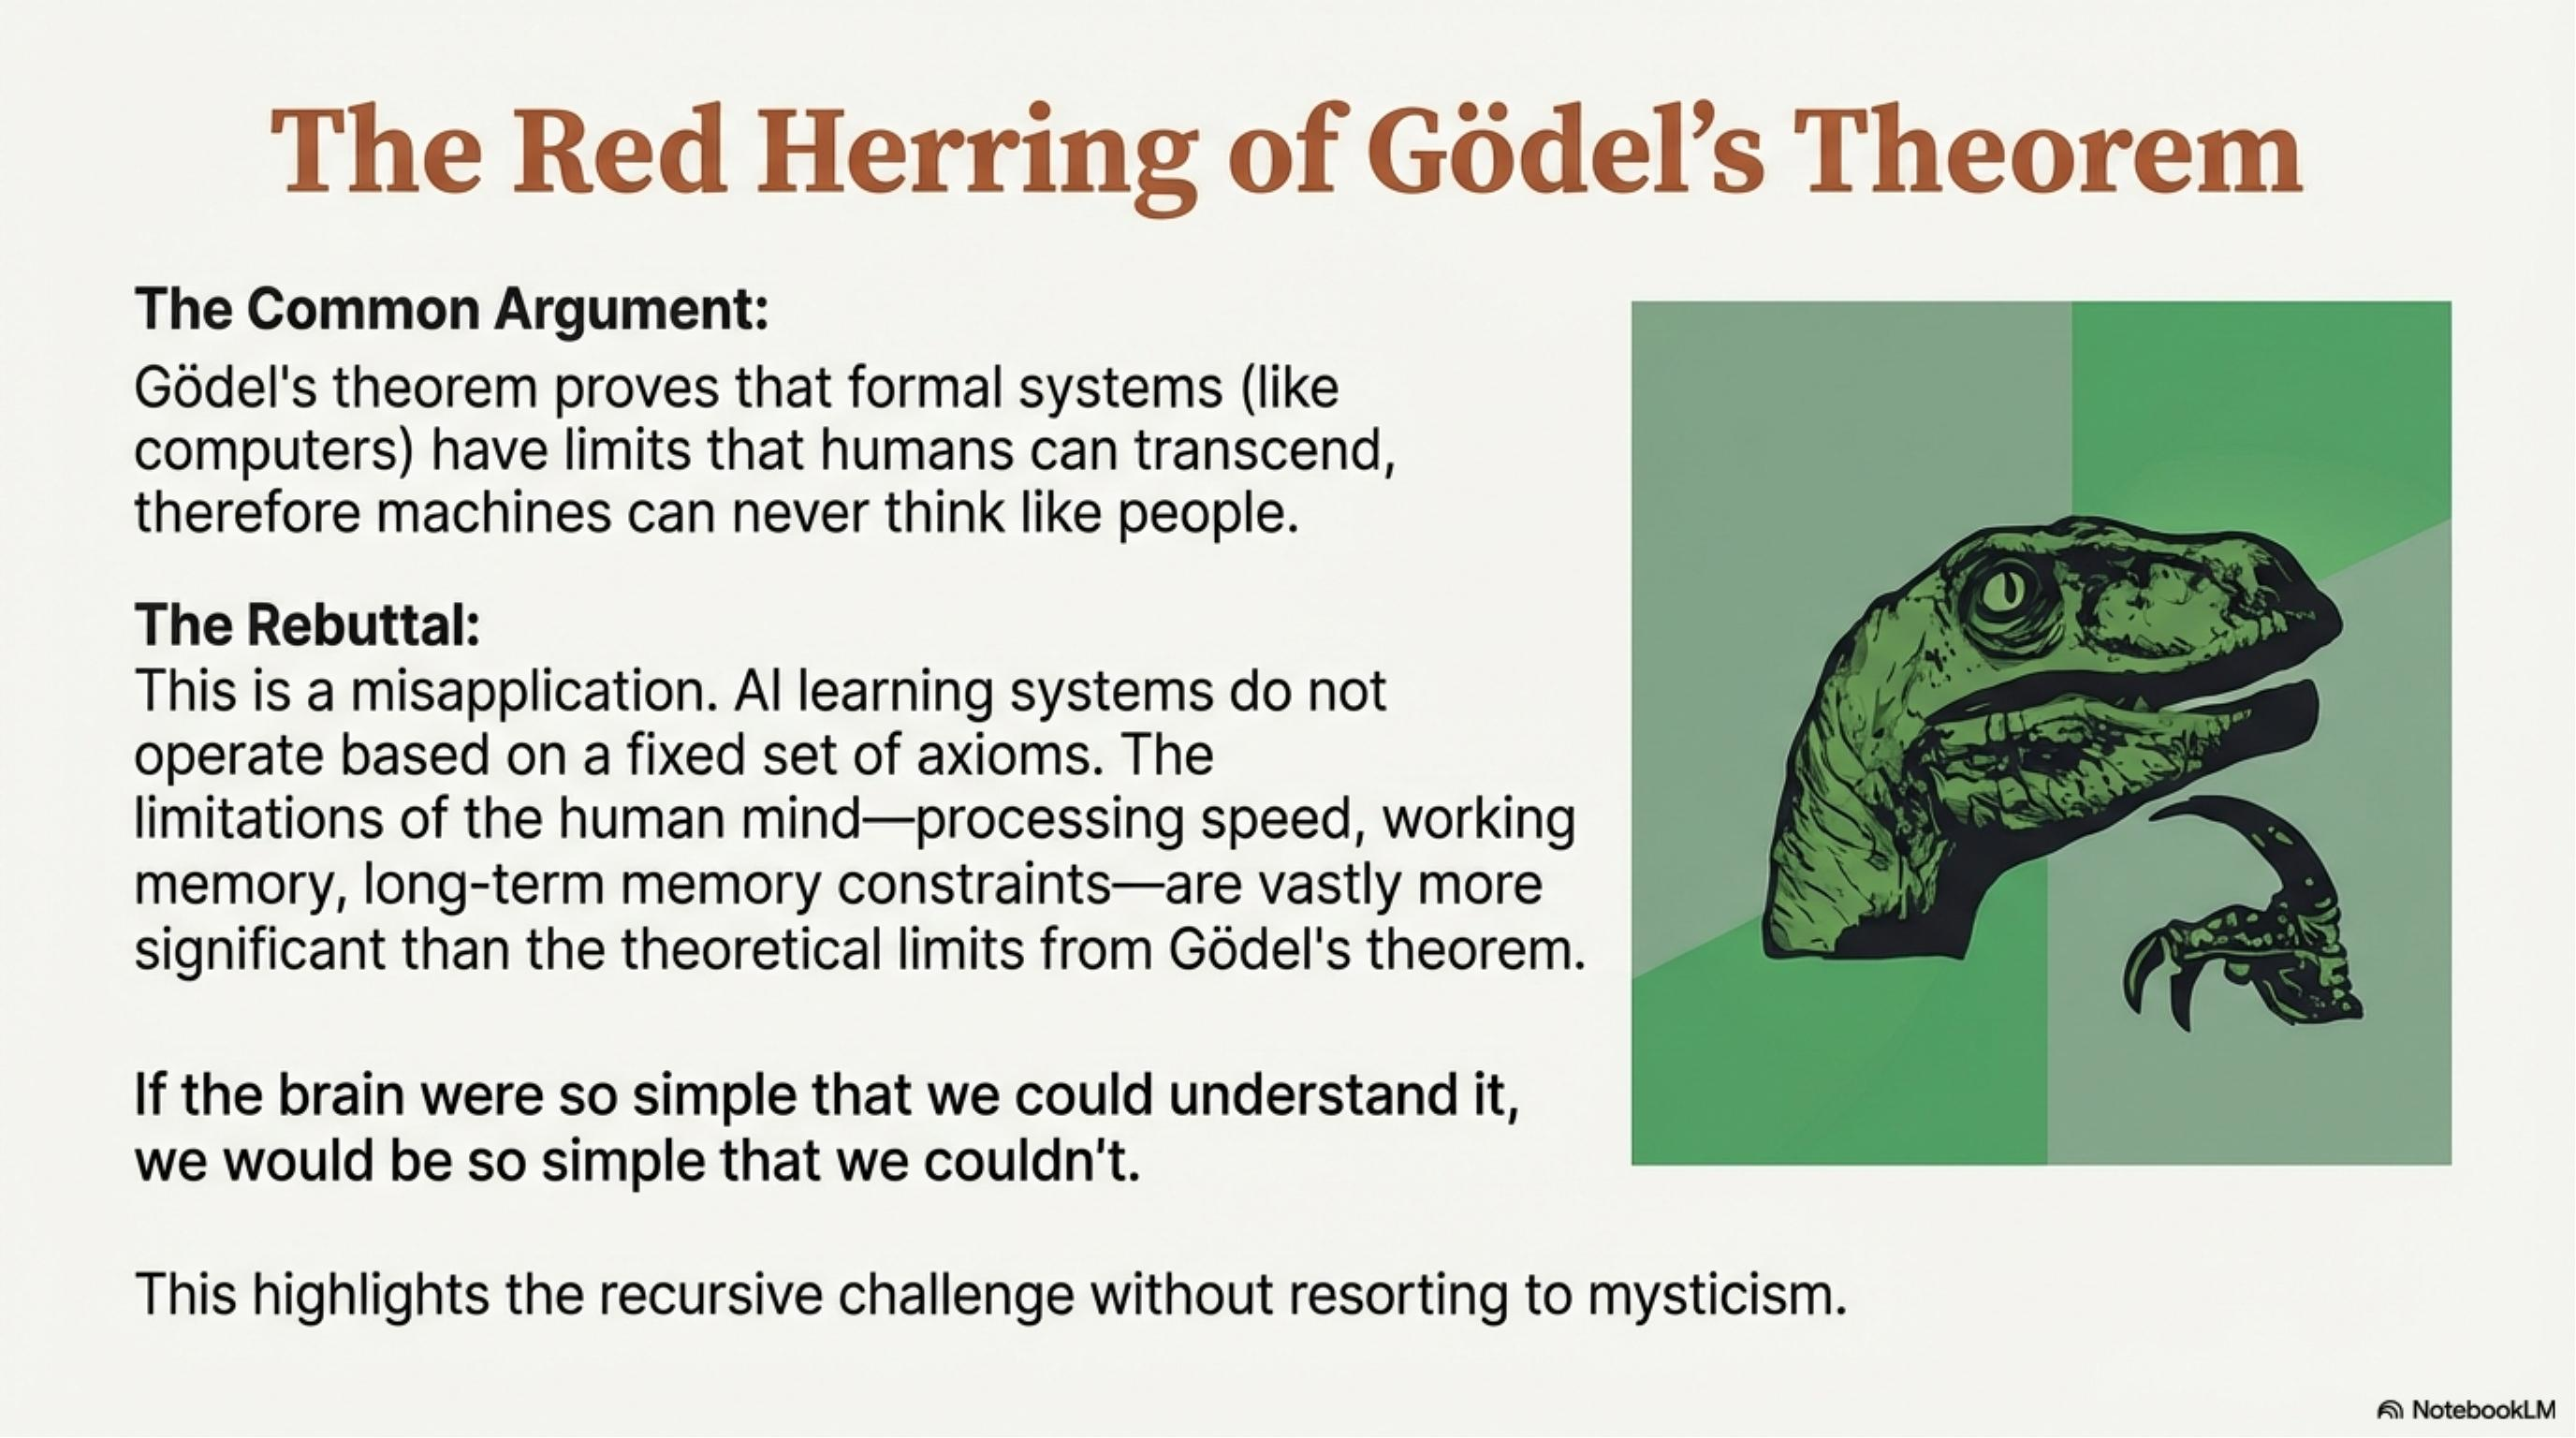 The Red Herring of Gödel’s Theorem
The Common Argument:
Gödel's theorem proves that formal systems (like
computers) have limits that humans can transcend,
therefore machines can never think like people.
The Rebuttal:
This is a misapplication. AI learning systems do not
operate based on a fixed set of axioms. The
limitations of the human mind—processing speed, working
memory, long-term memory constraints—are vastly more
significant than the theoretical limits from Gödel's theorem.
If the brain were so simple that we could understand it,
we would be so simple that we couldn't.
This highlights the recursive challenge without resorting to mysticism.
NotebookLM